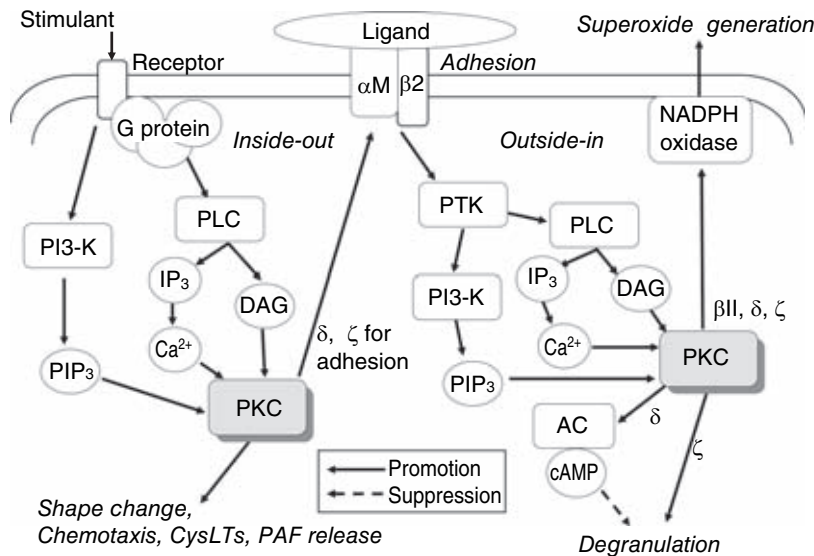 Stimulant
Receptor
G protein
Inside-out
PI3-K
PLC
IP3
DAG
Ca2+
PIP3
PKC
Shape change,
Chemotaxis, CysLTs, PAF release
δ, ζ for
adhesion
Ligand
αM
β2
Adhesion
Outside-in
PTK
PLC
PI3-K
IP3
DAG
Ca2+
PIP3
PKC
βII, δ, ζ
NADPH
oxidase
Superoxide generation
δ
AC
cAMP
ζ
Degranulation
Promotion
Suppression